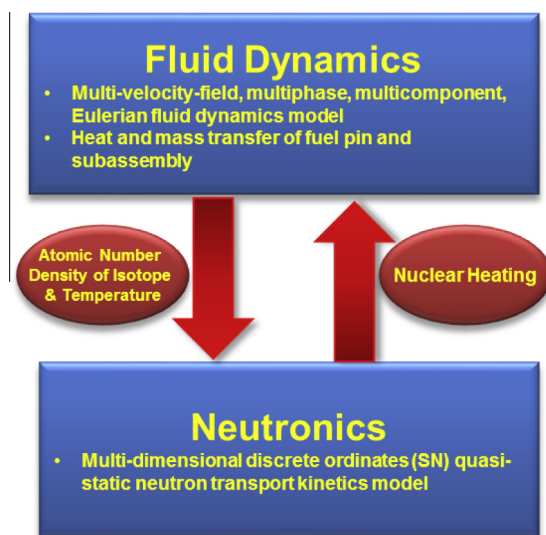 Fluid Dynamics
• Multi-velocity-field, multiphase, multicomponent,
Eulerian fluid dynamics model
• Heat and mass transfer of fuel pin and
subassembly
Atomic Number
Density of Isotope
& Temperature
Nuclear Heating
Neutronics
• Multi-dimensional discrete ordinates (SN) quasi-
static neutron transport kinetics model